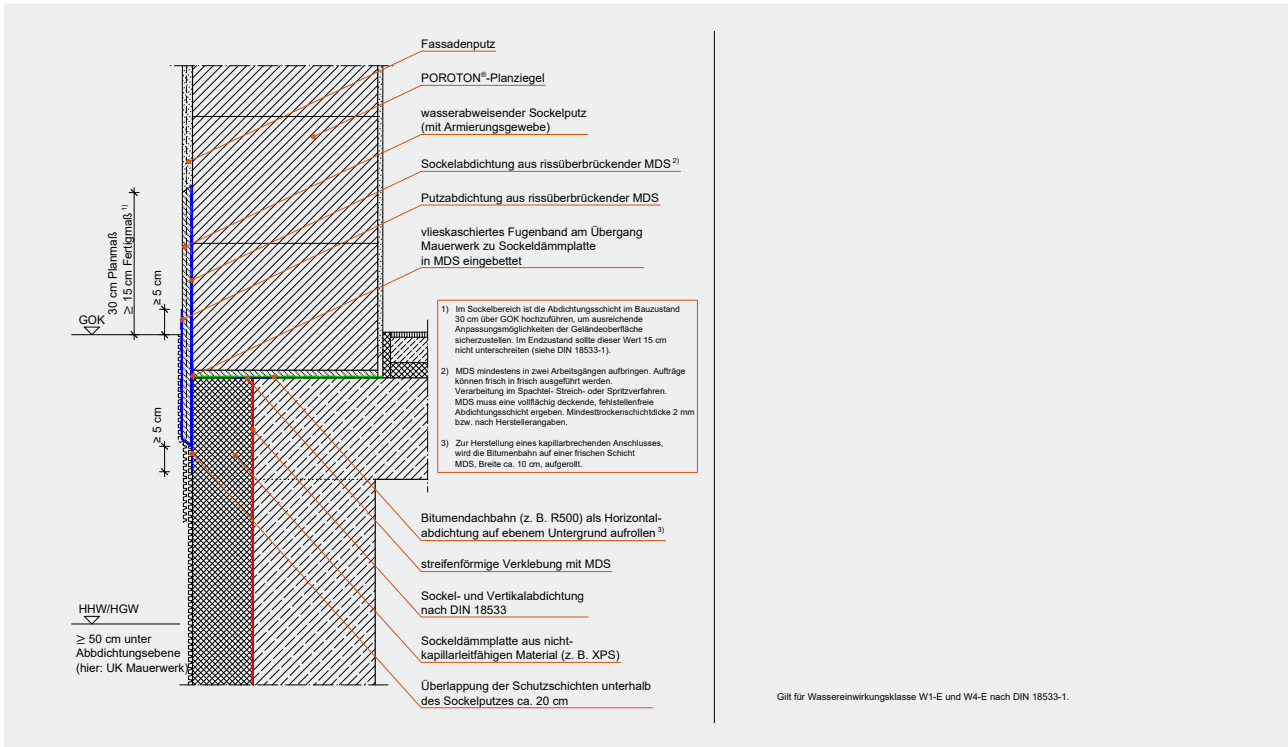 Fassadenputz
POROTON®-Planziegel
wasserabweisender Sockelputz
(mit Armierungsgewebe)
Sockelabdichtung aus rissüberbrückender MDS 2)
Putzabdichtung aus rissüberbrückender MDS
vlieskaschiertes Fugenband am Übergang
Mauerwerk zu Sockeldämmplatte
in MDS eingebettet
30 cm Planmaß
≥ 15 cm Fertigmaß 1)
≥ 5 cm
GOK
≥ 5 cm
1) Im Sockelbereich ist die Abdichtungsschicht im Bauzustand
30 cm über GOK hochzuführen, um ausreichende
Anpassungsmöglichkeiten der Geländeoberfläche
sicherzustellen. Im Endzustand sollte dieser Wert 15 cm
nicht unterschreiten (siehe DIN 18533-1).
2) MDS mindestens in zwei Arbeitsgängen aufbringen. Aufträge
können frisch in frisch ausgeführt werden.
Verarbeitung im Spachtel- Streich- oder Spritzverfahren.
MDS muss eine vollflächig deckende, fehlstellenfreie
Abdichtungsschicht ergeben. Mindesttrockenschichtdicke 2 mm
bzw. nach Herstellerangaben.
3) Zur Herstellung eines kapillarbrechenden Anschlusses,
wird die Bitumenbahn auf einer frischen Schicht
MDS, Breite ca. 10 cm, aufgerollt.
Bitumendachbahn (z. B. R500) als Horizontal-
abdichtung auf ebenem Untergrund aufrollen 3)
streifenförmige Verklebung mit MDS
Sockel- und Vertikalabdichtung
nach DIN 18533
Sockeldämmplatte aus nicht-
kapillarleitfähigen Material (z. B. XPS)
Überlappung der Schutzschichten unterhalb
des Sockelputzes ca. 20 cm
HHW/HGW
≥ 50 cm unter
Abbdichtungsebene
(hier: UK Mauerwerk)
Gilt für Wassereinwirkungsklasse W1-E und W4-E nach DIN 18533-1.